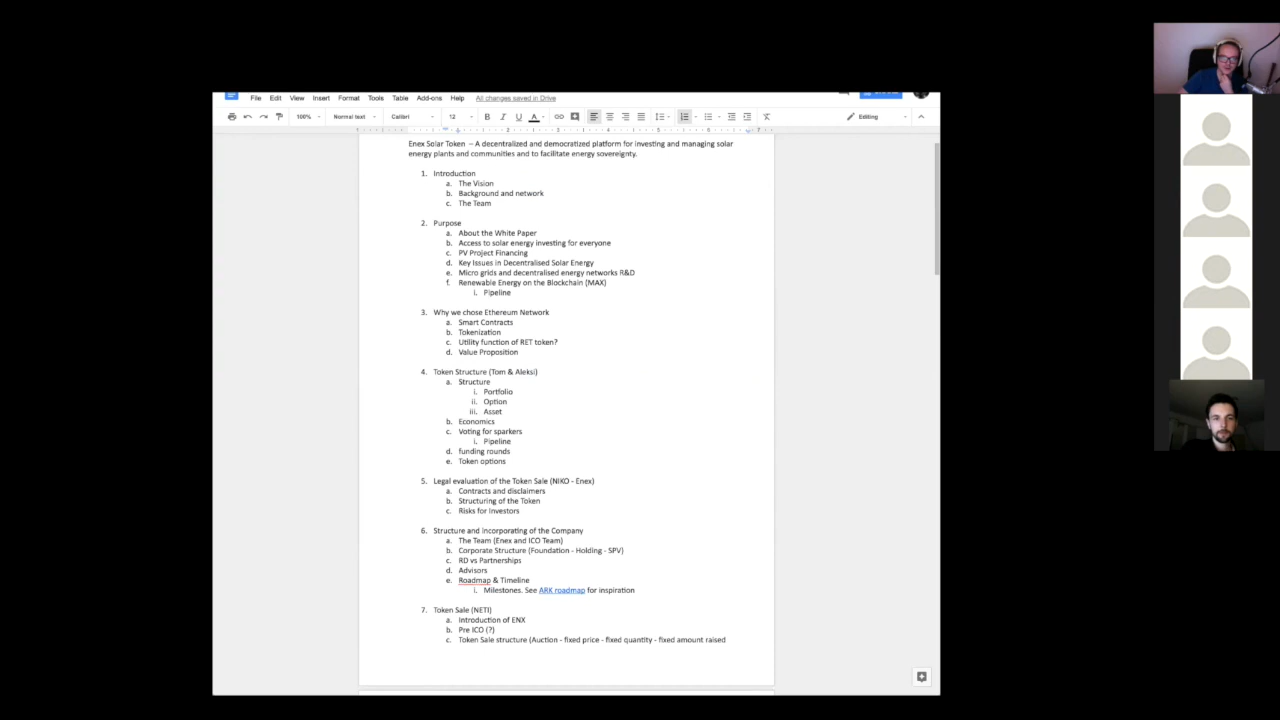 File Edit View Insert Format Tools Table Add-ons Help All changes saved in Drive
100% Normal text Calibri 12 B I U A Editing
Enex Solar Token – A decentralized and democratized platform for investing and managing solar
energy plants and communities and to facilitate energy sovereignty.
1. Introduction
a. The Vision
b. Background and network
c. The Team
2. Purpose
a. About the White Paper
b. Access to solar energy investing for everyone
c. PV Project Financing
d. Key Issues in Decentralised Solar Energy
e. Micro grids and decentralised energy networks R&D
f. Renewable Energy on the Blockchain (MAX)
i. Pipeline
3. Why we chose Ethereum Network
a. Smart Contracts
b. Tokenization
c. Utility function of RET token?
d. Value Proposition
4. Token Structure (Tom & Aleksi)
a. Structure
i. Portfolio
ii. Option
iii. Asset
b. Economics
c. Voting for sparkers
i. Pipeline
d. funding rounds
e. Token options
5. Legal evaluation of the Token Sale (NIKO - Enex)
a. Contracts and disclaimers
b. Structuring of the Token
c. Risks for Investors
6. Structure and incorporating of the Company
a. The Team (Enex and ICO Team)
b. Corporate Structure (Foundation - Holding - SPV)
c. RD vs Partnerships
d. Advisors
e. Roadmap & Timeline
i. Milestones. See ARK roadmap for inspiration
7. Token Sale (NETI)
a. Introduction of ENX
b. Pre ICO (?)
c. Token Sale structure (Auction - fixed price - fixed quantity - fixed amount raised